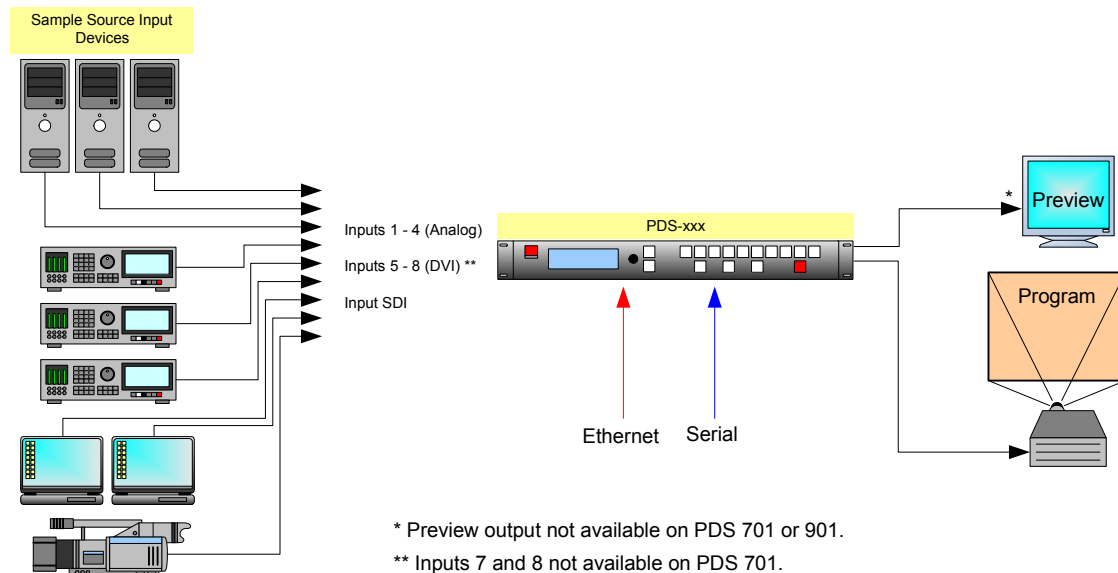 Sample Source Input
Devices
Inputs 1 - 4 (Analog)
Inputs 5 - 8 (DVI) **
Input SDI
PDS-xxx
Ethernet
Serial
*
Preview
Program
* Preview output not available on PDS 701 or 901.
** Inputs 7 and 8 not available on PDS 701.